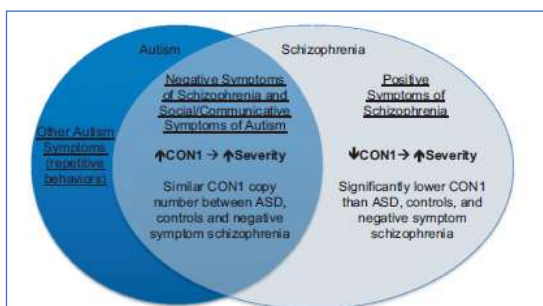 Autism
Schizophrenia
Other Autism
Symptoms
(repetitive
behaviors)
Negative Symptoms
of Schizophrenia and
Social/Communicative
Symptoms of Autism
↑CON1 → ↑Severity
Similar CON1 copy
number between ASD,
controls and negative
symptom schizophrenia
Positive
Symptoms of
Schizophrenia
↓CON1→ ↑Severity
Significantly lower CON1
than ASD, controls, and
negative symptom
schizophrenia